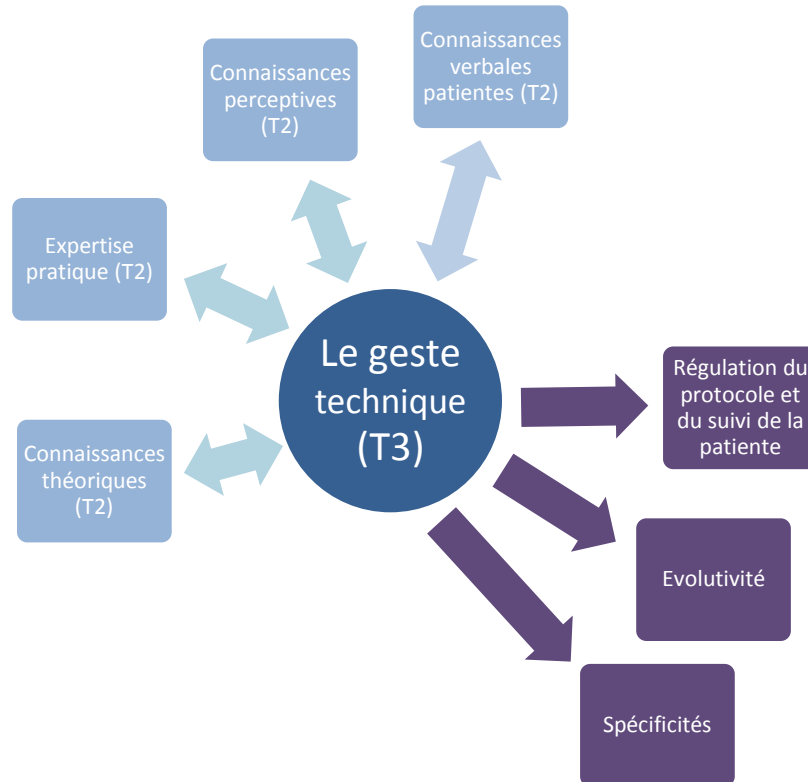 Connaissances
verbales
patientes (T2)
Connaissances
perceptives
(T2)
Expertise
pratique (T2)
Connaissances
théoriques
(T2)
Le geste
technique
(T3)
Régulation du
protocole et
du suivi de la
patiente
Evolutivité
Spécificités